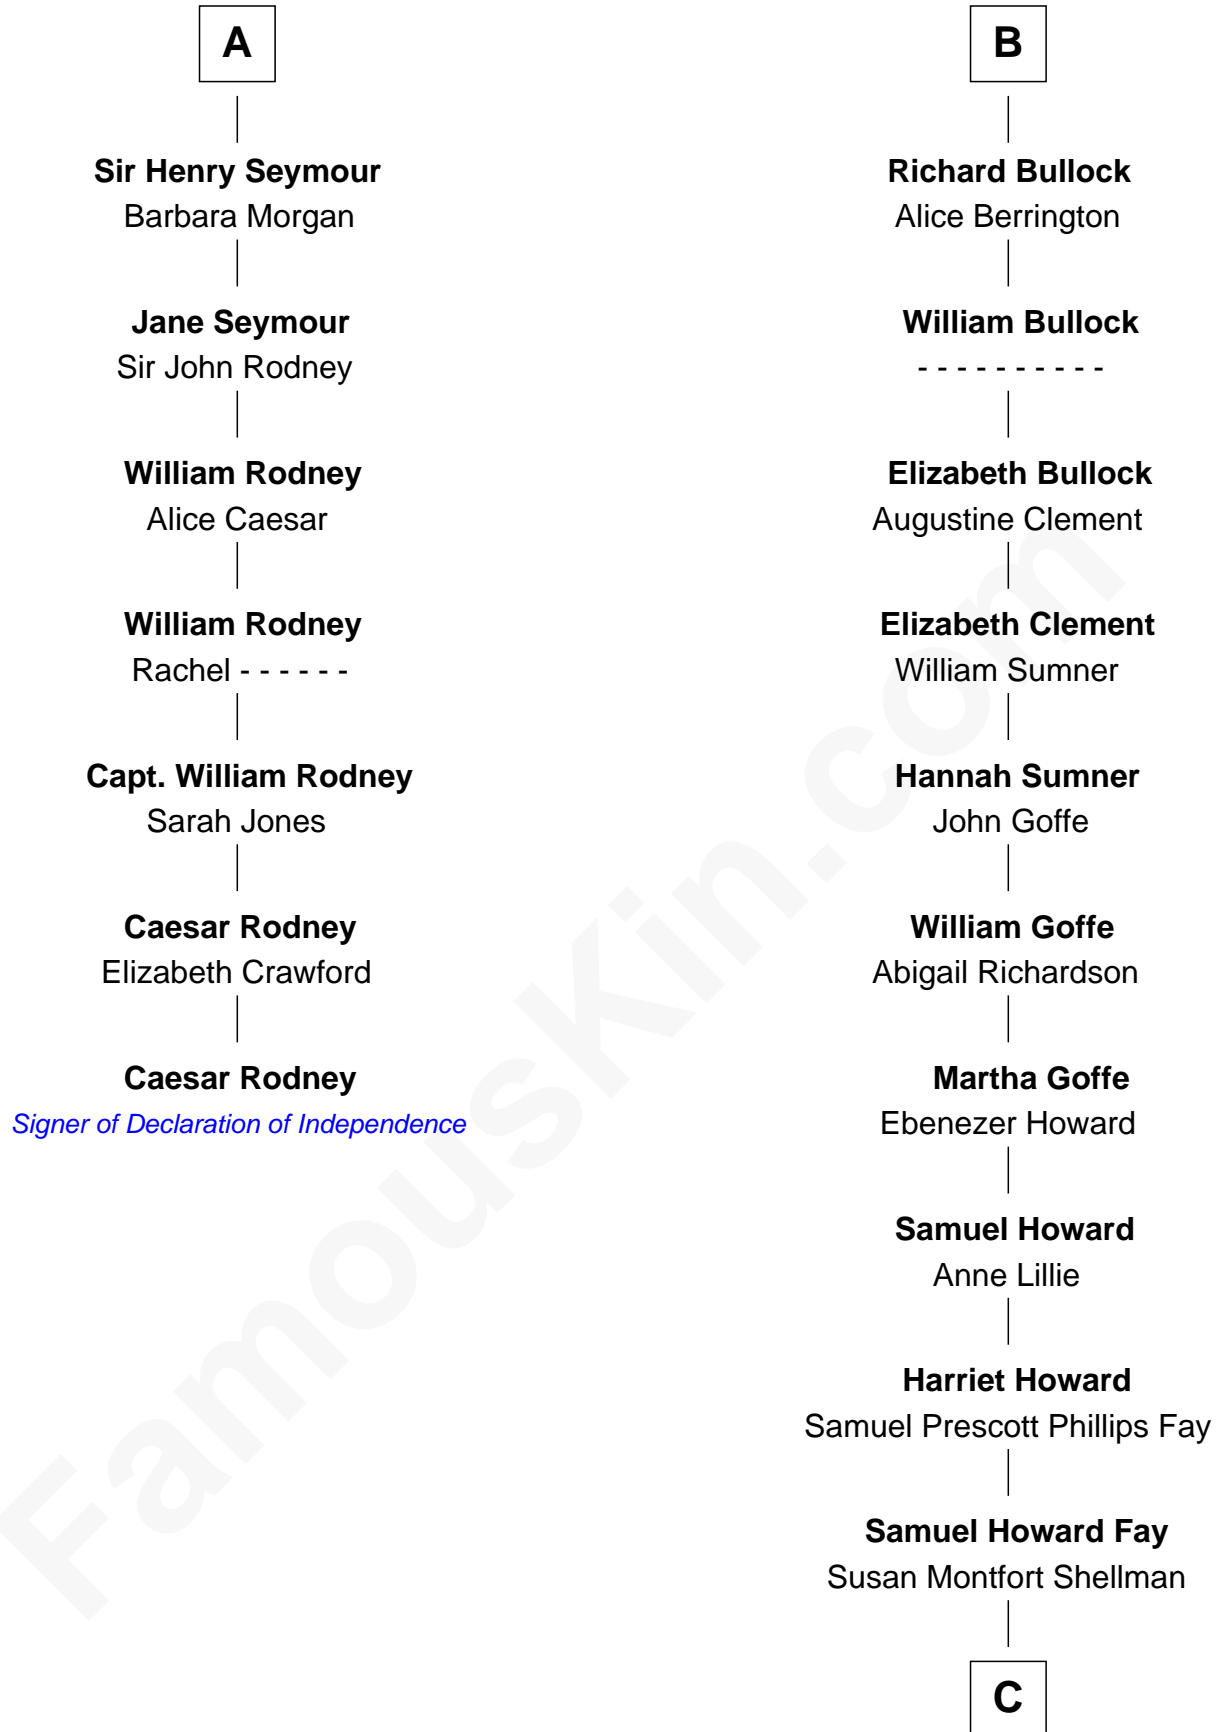 A
Sir Henry Seymour
Barbara Morgan
Jane Seymour
Sir John Rodney
William Rodney
Alice Caesar
William Rodney
Rachel - - - - - -
Capt. William Rodney
Sarah Jones
Caesar Rodney
Elizabeth Crawford
Caesar Rodney
Signer of Declaration of Independence
B
Richard Bullock
Alice Berrington
William Bullock
- - - - - - - - - -
Elizabeth Bullock
Augustine Clement
Elizabeth Clement
William Sumner
Hannah Sumner
John Goffe
William Goffe
Abigail Richardson
Martha Goffe
Ebenezer Howard
Samuel Howard
Anne Lillie
Harriet Howard
Samuel Prescott Phillips Fay
Samuel Howard Fay
Susan Montfort Shellman
C
FamousKin.com